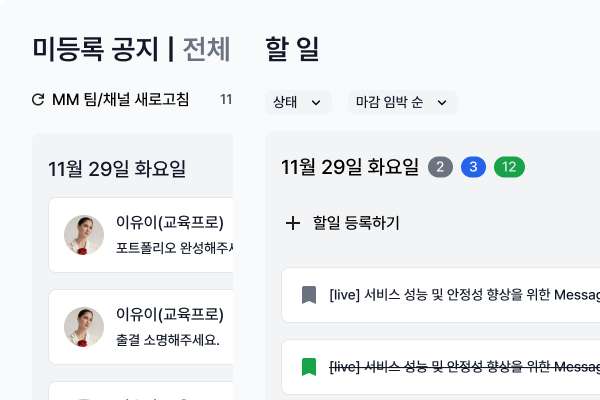 미등록 공지 | 전체
MM 팀/채널 새로고침
11
11월 29일 화요일
이유이(교육프로)
포트폴리오 완성해주
이유이(교육프로)
출결 소명해주세요.
할 일
상태
마감 임박 순
11월 29일 화요일 2 3 12
+ 할일 등록하기
[live] 서비스 성능 및 안정성 향상을 위한 Messag
[live] 서비스 성능 및 안정성 향상을 위한 Messag